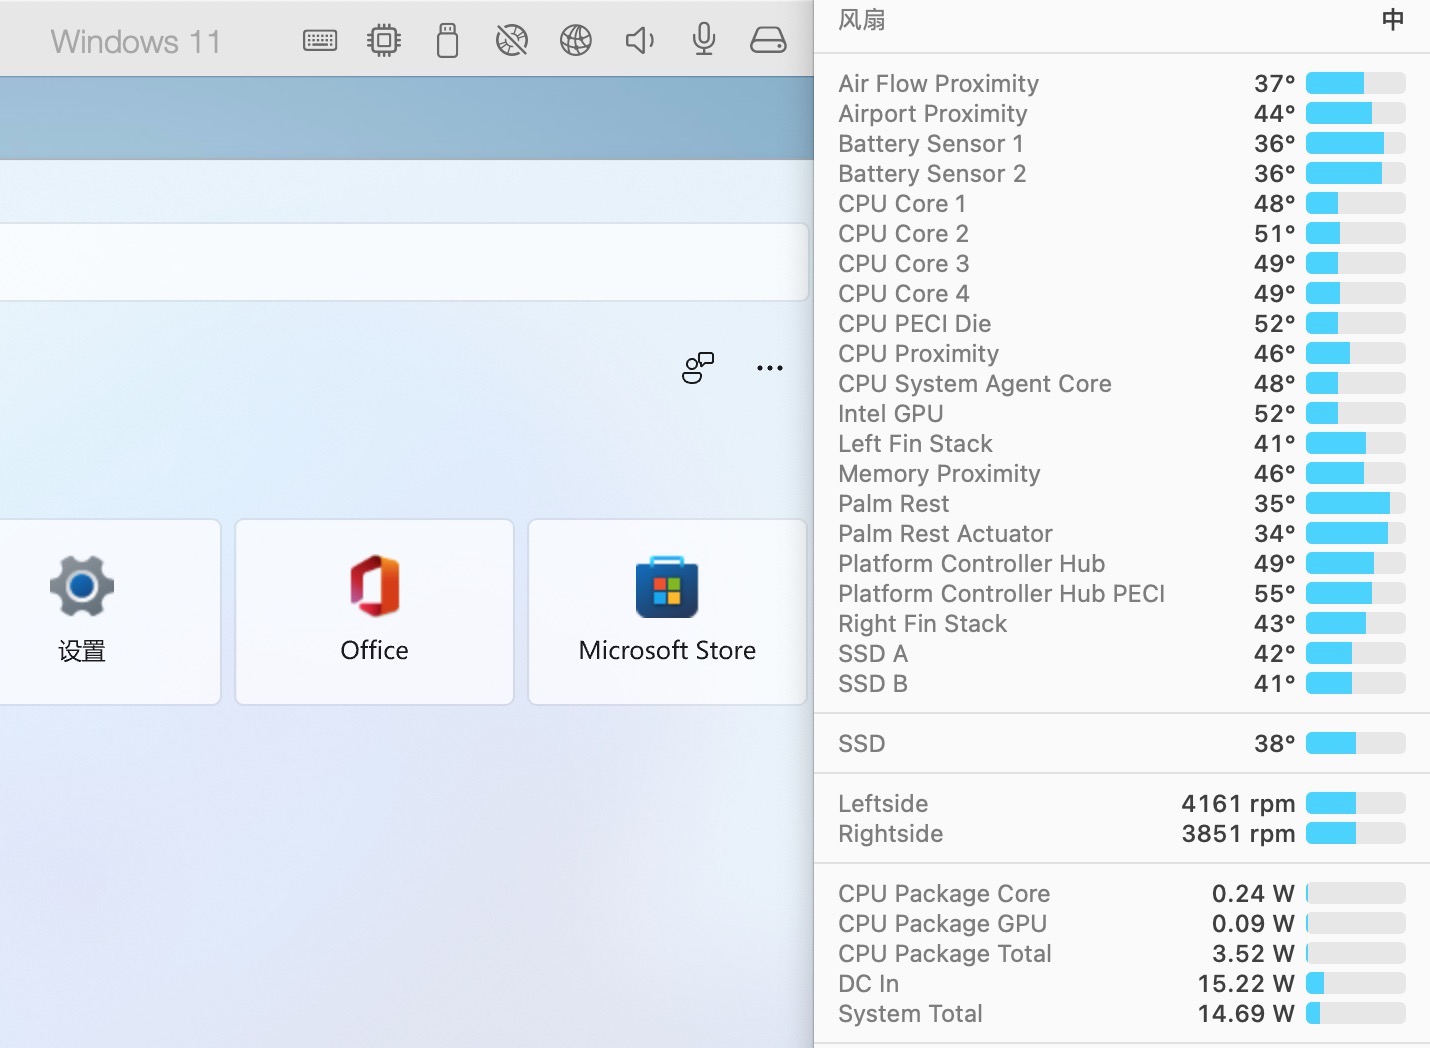 Windows 11
设置
Office
Microsoft Store
风扇 中
Air Flow Proximity 37°
Airport Proximity 44°
Battery Sensor 1 36°
Battery Sensor 2 36°
CPU Core 1 48°
CPU Core 2 51°
CPU Core 3 49°
CPU Core 4 49°
CPU PECI Die 52°
CPU Proximity 46°
CPU System Agent Core 48°
Intel GPU 52°
Left Fin Stack 41°
Memory Proximity 46°
Palm Rest 35°
Palm Rest Actuator 34°
Platform Controller Hub 49°
Platform Controller Hub PECI 55°
Right Fin Stack 43°
SSD A 42°
SSD B 41°
SSD 38°
Leftside 4161 rpm
Rightside 3851 rpm
CPU Package Core 0.24 W
CPU Package GPU 0.09 W
CPU Package Total 3.52 W
DC In 15.22 W
System Total 14.69 W